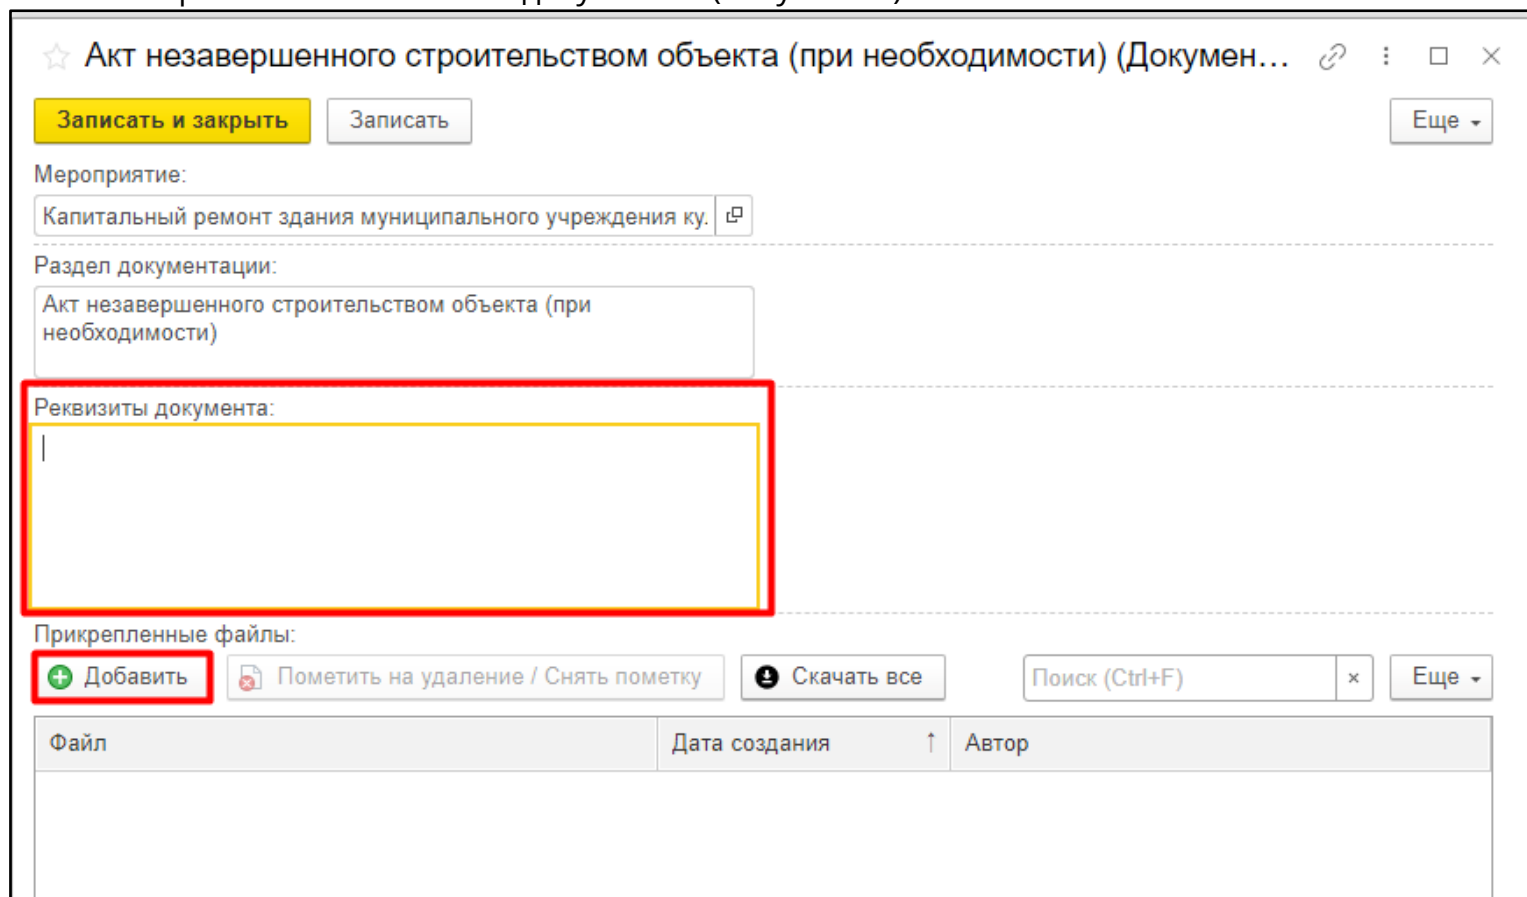 Акт незавершенного строительством объекта (при необходимости) (Докумен...
Записать и закрыть
Записать
Еще
Мероприятие:
Капитальный ремонт здания муниципального учреждения ку.
Раздел документации:
Акт незавершенного строительством объекта (при
необходимости)
Реквизиты документа:
Прикрепленные файлы:
Добавить
Пометить на удаление / Снять пометку
Скачать все
Поиск (Ctrl+F)
×
Еще
Файл
Дата создания
↑
Автор